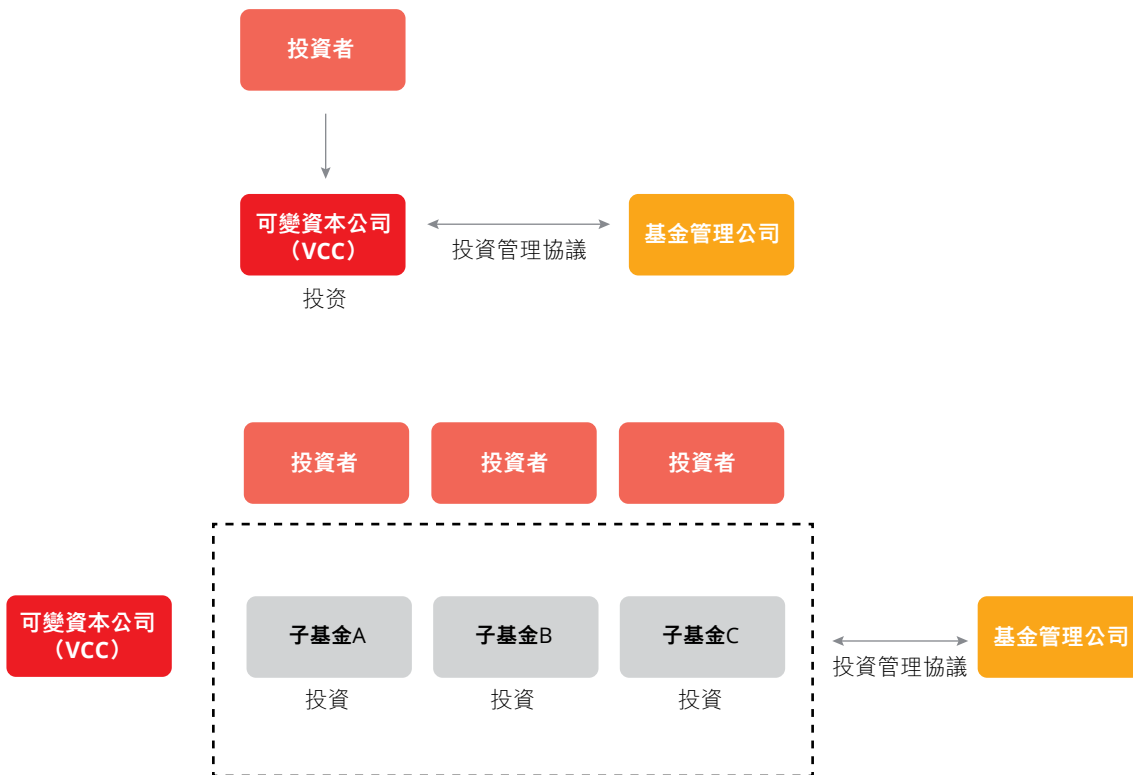 投資者
可變資本公司
（VCC）
投資管理協議
基金管理公司
投资
投資者
投資者
投資者
可變資本公司
（VCC）
子基金A
子基金B
子基金C
投資管理協議
基金管理公司
投資
投資
投資